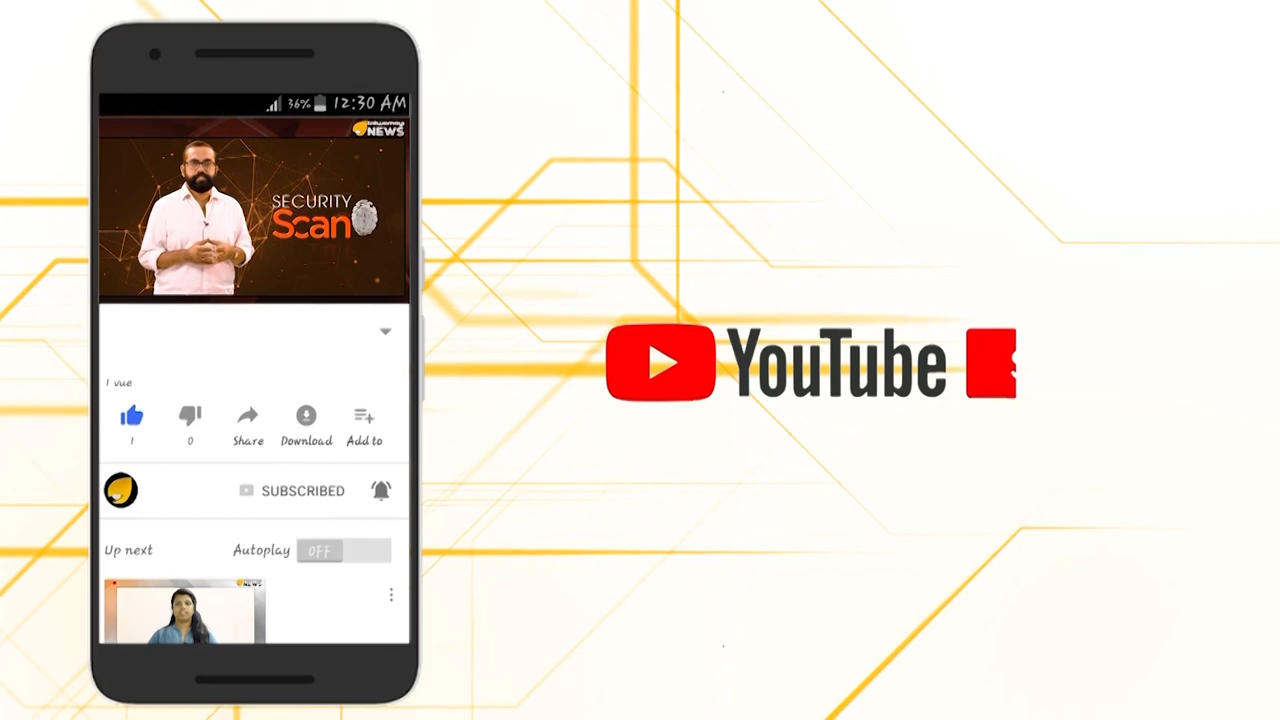 36% 12:30 AM
NEWS
SECURITY
Scan
1 vue
1 0 Share Download Add to
SUBSCRIBED
Up next Autoplay OFF
NEWS
YouTube